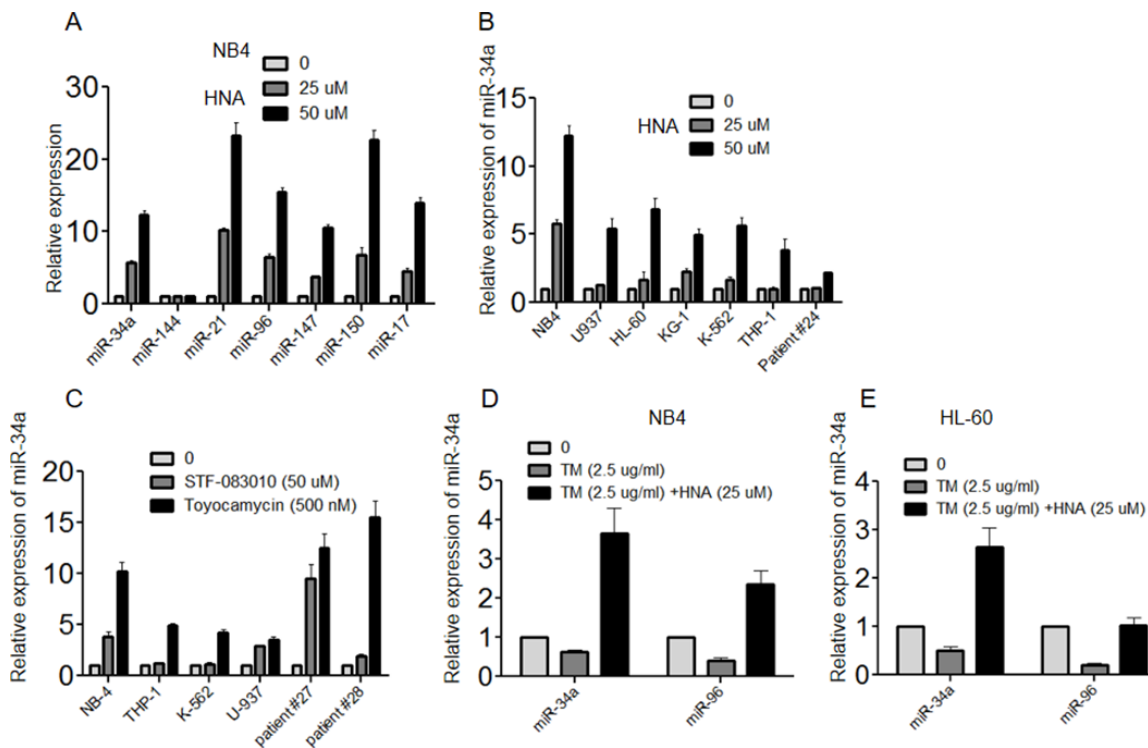 A
NB4
0
HNA
25 uM
50 uM
Relative expression
30
20
10
0
miR-34a
miR-144
miR-21
miR-96
miR-147
miR-150
miR-17
B
0
HNA
25 uM
50 uM
Relative expression of miR-34a
15
10
5
0
NB4
U937
HL-60
KG-1
K-562
THP-1
Patient #24
C
0
STF-083010 (50 uM)
Toyocamycin (500 nM)
Relative expression of miR-34a
20
15
10
5
0
NB-4
THP-1
K-562
U-937
patient#27
patient #28
D
NB4
0
TM (2.5 ug/ml)
TM (2.5 ug/ml) +HNA (25 uM)
Relative expression of miR-34a
5
4
3
2
1
0
miR-34a
miR-96
E
HL-60
0
TM (2.5 ug/ml)
TM (2.5 ug/ml) +HNA (25 uM)
Relative expression of miR-34a
4
3
2
1
0
miR-34a
miR-96